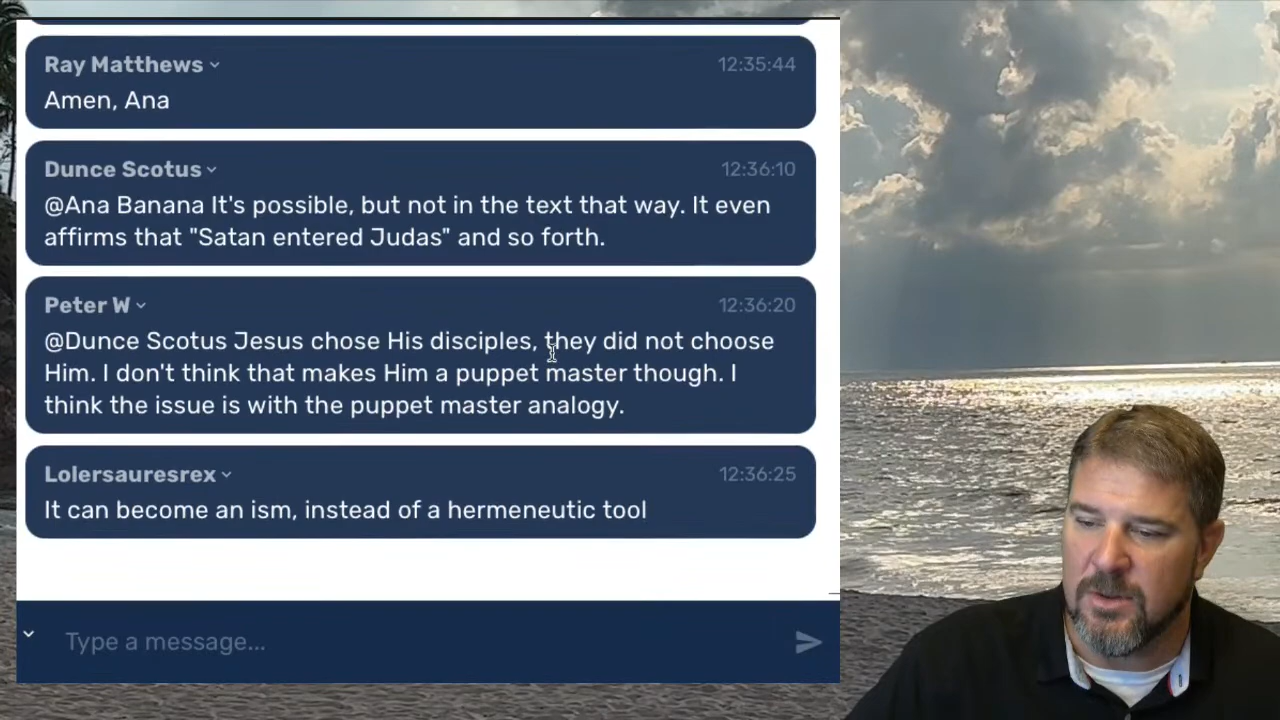 Ray Matthews 12:35:44
Amen, Ana
Dunce Scotus 12:36:10
@Ana Banana It's possible, but not in the text that way. It even
affirms that "Satan entered Judas" and so forth.
Peter W 12:36:20
@Dunce Scotus Jesus chose His disciples, they did not choose
Him. I don't think that makes Him a puppet master though. I
think the issue is with the puppet master analogy.
Lolersauresrex 12:36:25
It can become an ism, instead of a hermeneutic tool
Type a message...